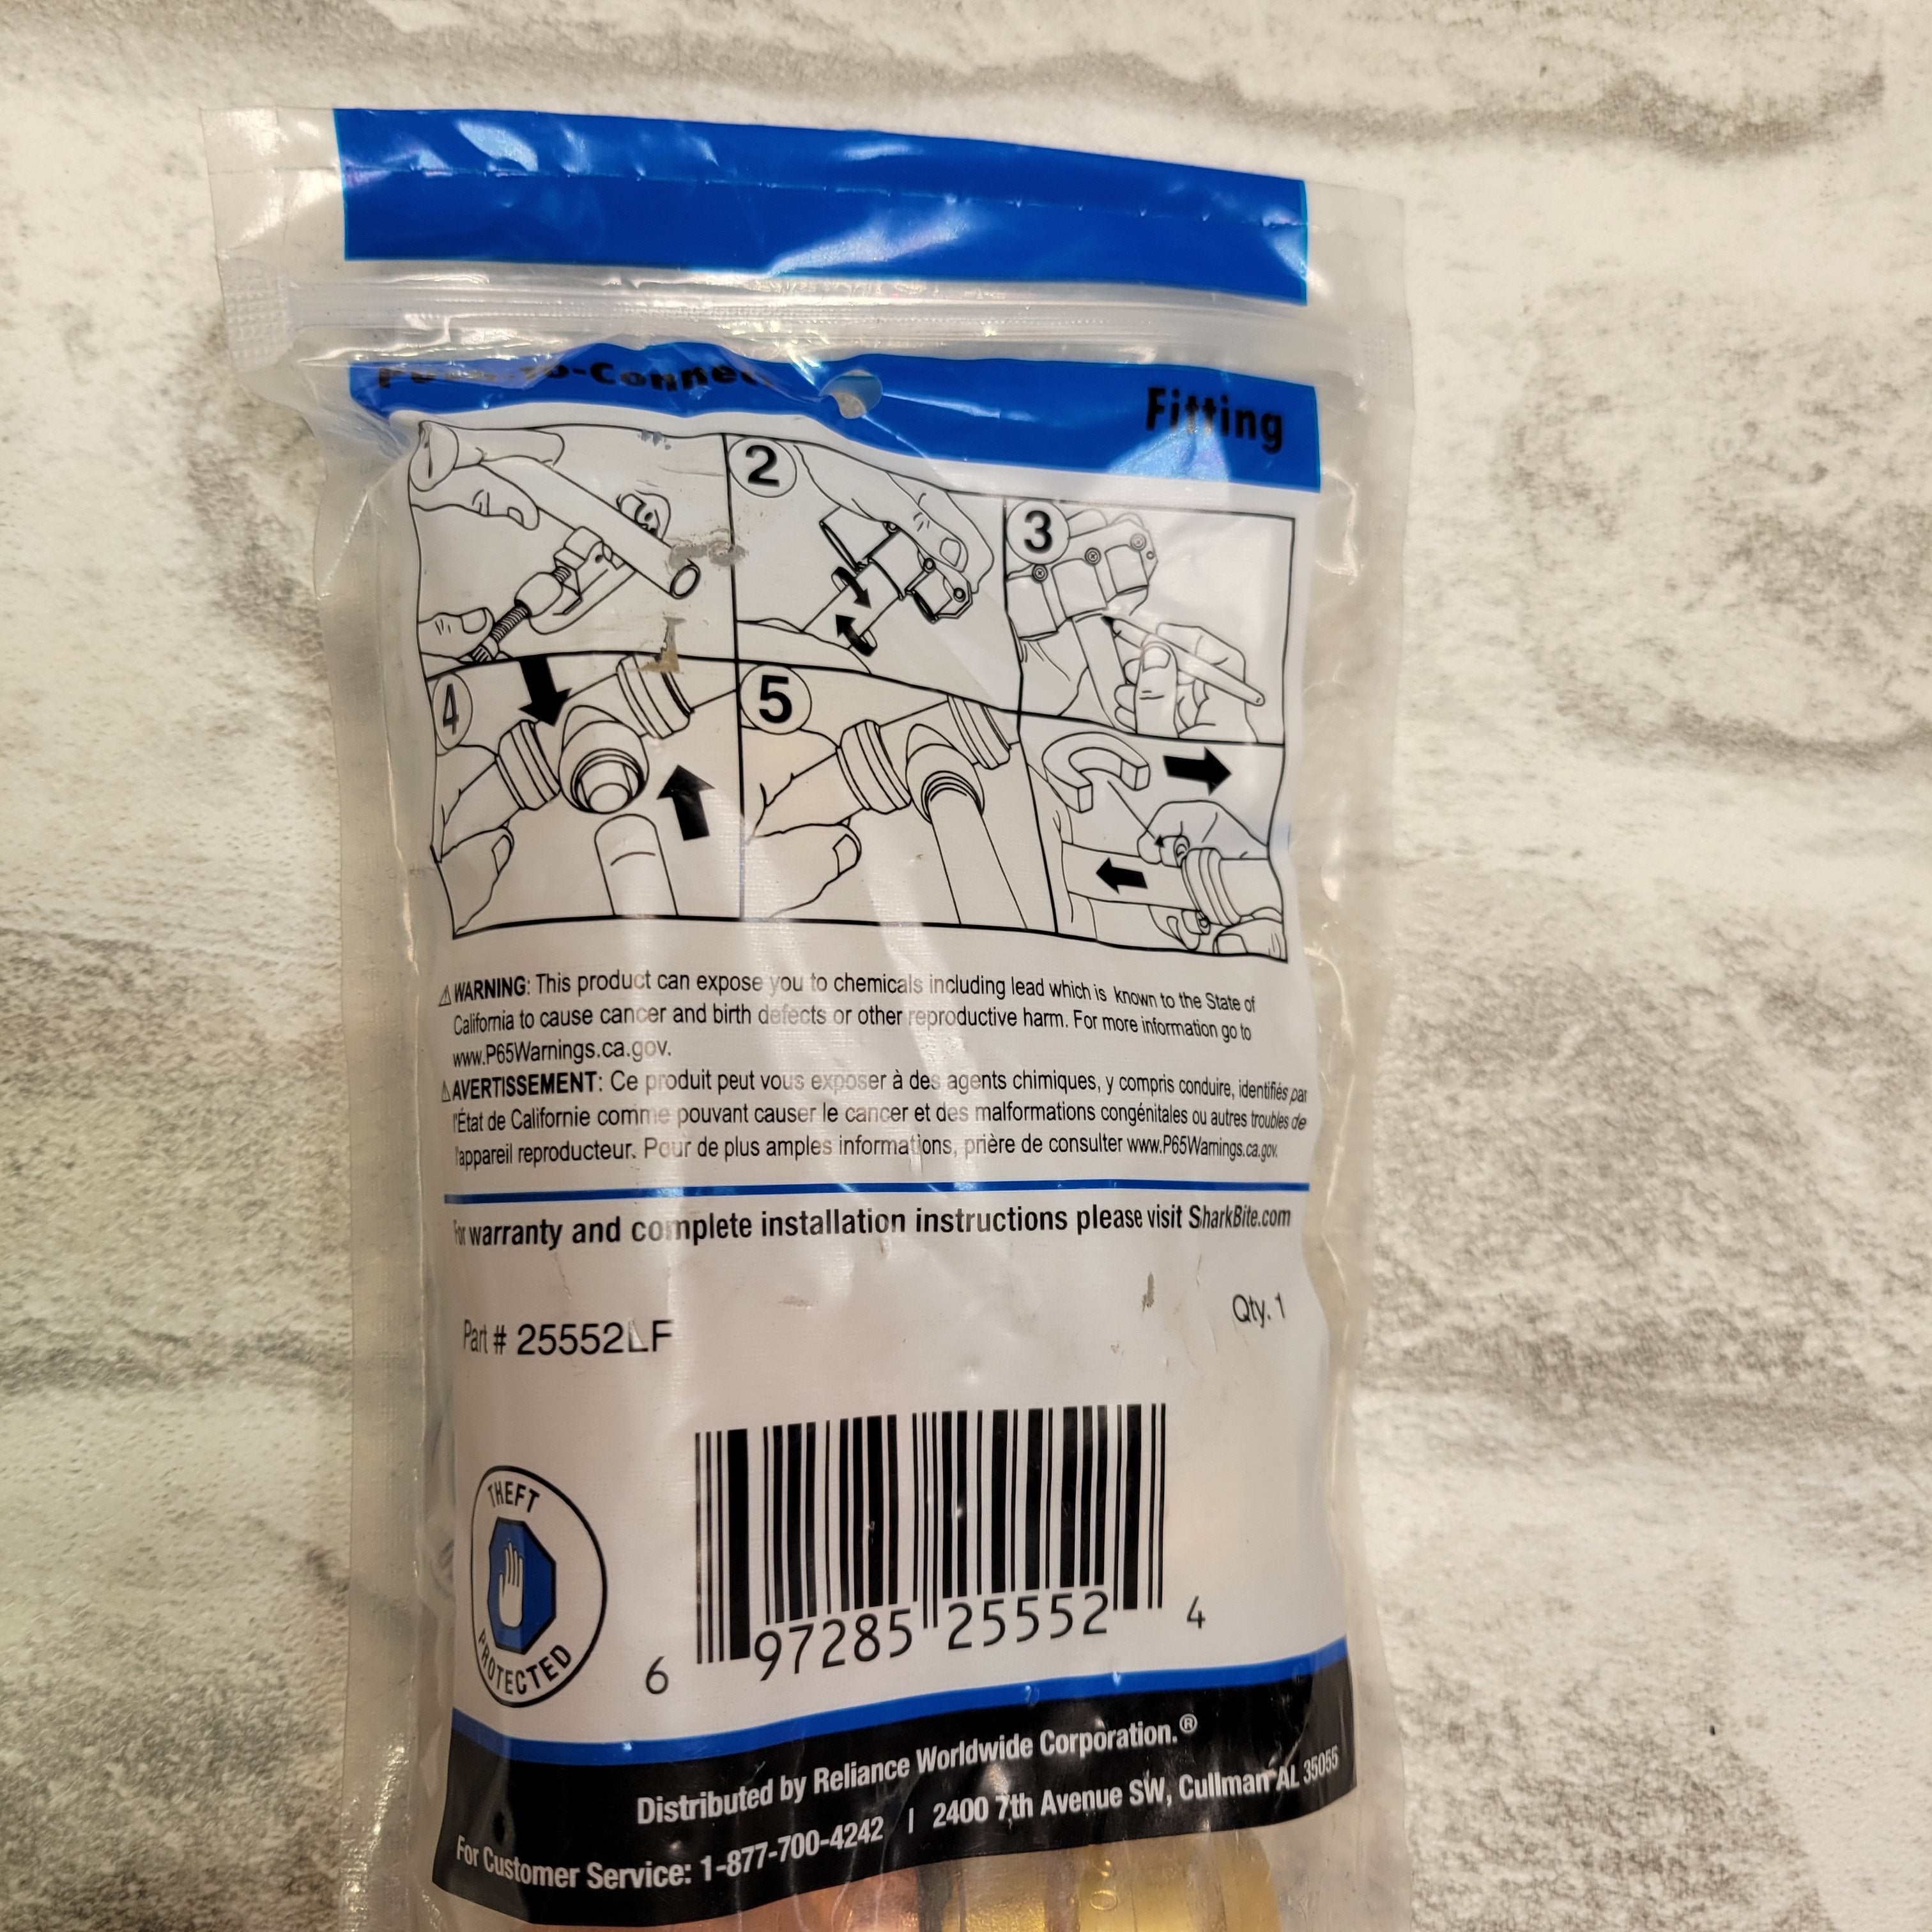 Push-to-Connect Fitting
2
3
4
5
⚠WARNING: This product can expose you to chemicals including lead which is known to the State of
California to cause cancer and birth defects or other reproductive harm. For more information go to
www.P65Warnings.ca.gov.
⚠AVERTISSEMENT: Ce produit peut vous exposer à des agents chimiques, y compris conduire, identifiés par
l'État de Californie comme pouvant causer le cancer et des malformations congénitales ou autres troubles de
l'appareil reproducteur. Pour de plus amples informations, prière de consulter www.P65Warnings.ca.gov.
For warranty and complete installation instructions please visit SharkBite.com
Qty. 1
Part # 25552LF
THEFT
PROTECTED
6 97285 25552 4
Distributed by Reliance Worldwide Corporation.®
For Customer Service: 1-877-700-4242 | 2400 7th Avenue SW, Cullman AL 35055